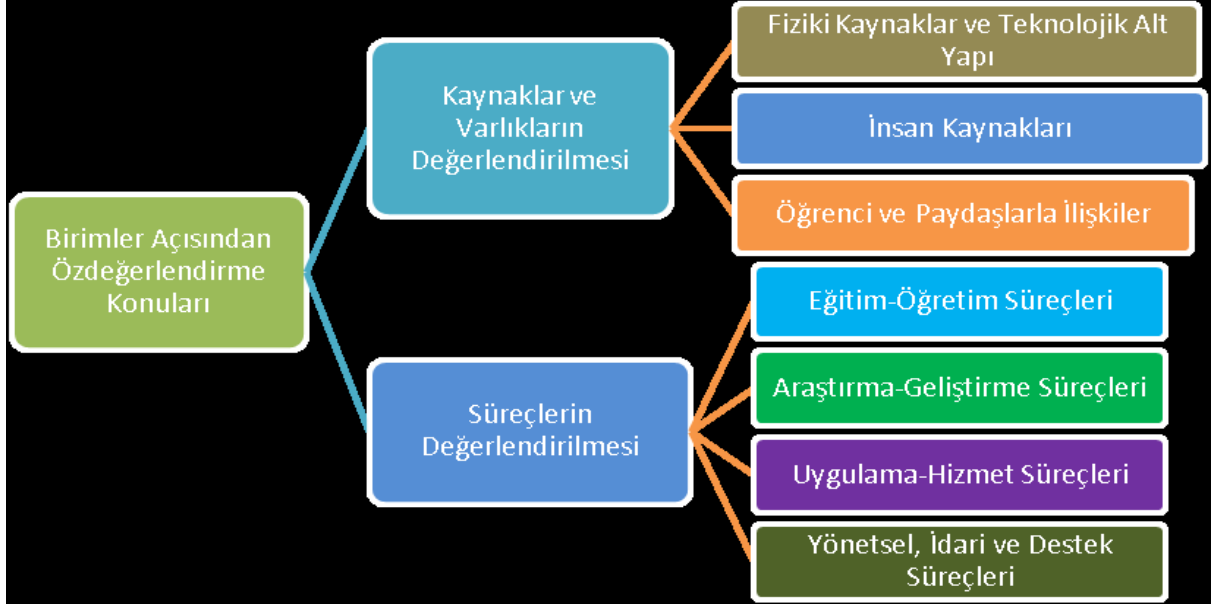 Birimler Açısından
Özdeğerlendirme
Konuları
Kaynaklar ve
Varlıkların
Değerlendirilmesi
Fiziki Kaynaklar ve Teknolojik Alt
Yapı
İnsan Kaynakları
Öğrenci ve Paydaşlarla İlişkiler
Süreçlerin
Değerlendirilmesi
Eğitim-Öğretim Süreçleri
Araştırma-Geliştirme Süreçleri
Uygulama-Hizmet Süreçleri
Yönetsel, İdari ve Destek
Süreçleri